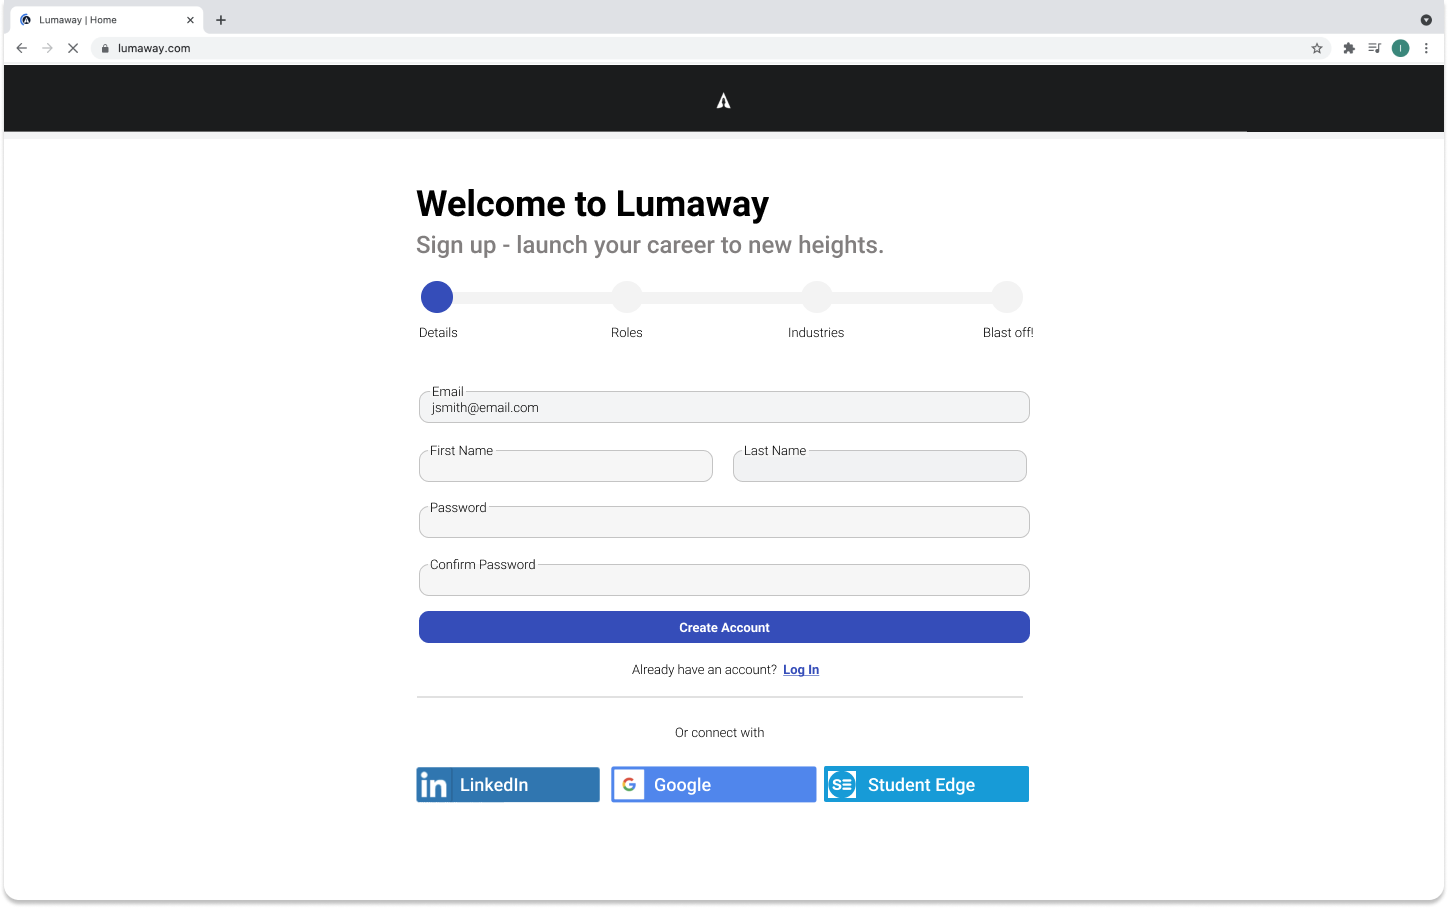 Lumaway | Home
lumaway.com
I
Welcome to Lumaway
Sign up - launch your career to new heights.
Details Roles Industries Blast off!
Email
jsmith@email.com
First Name Last Name
Password
Confirm Password
Create Account
Already have an account? Log In
Or connect with
in LinkedIn G Google SE Student Edge